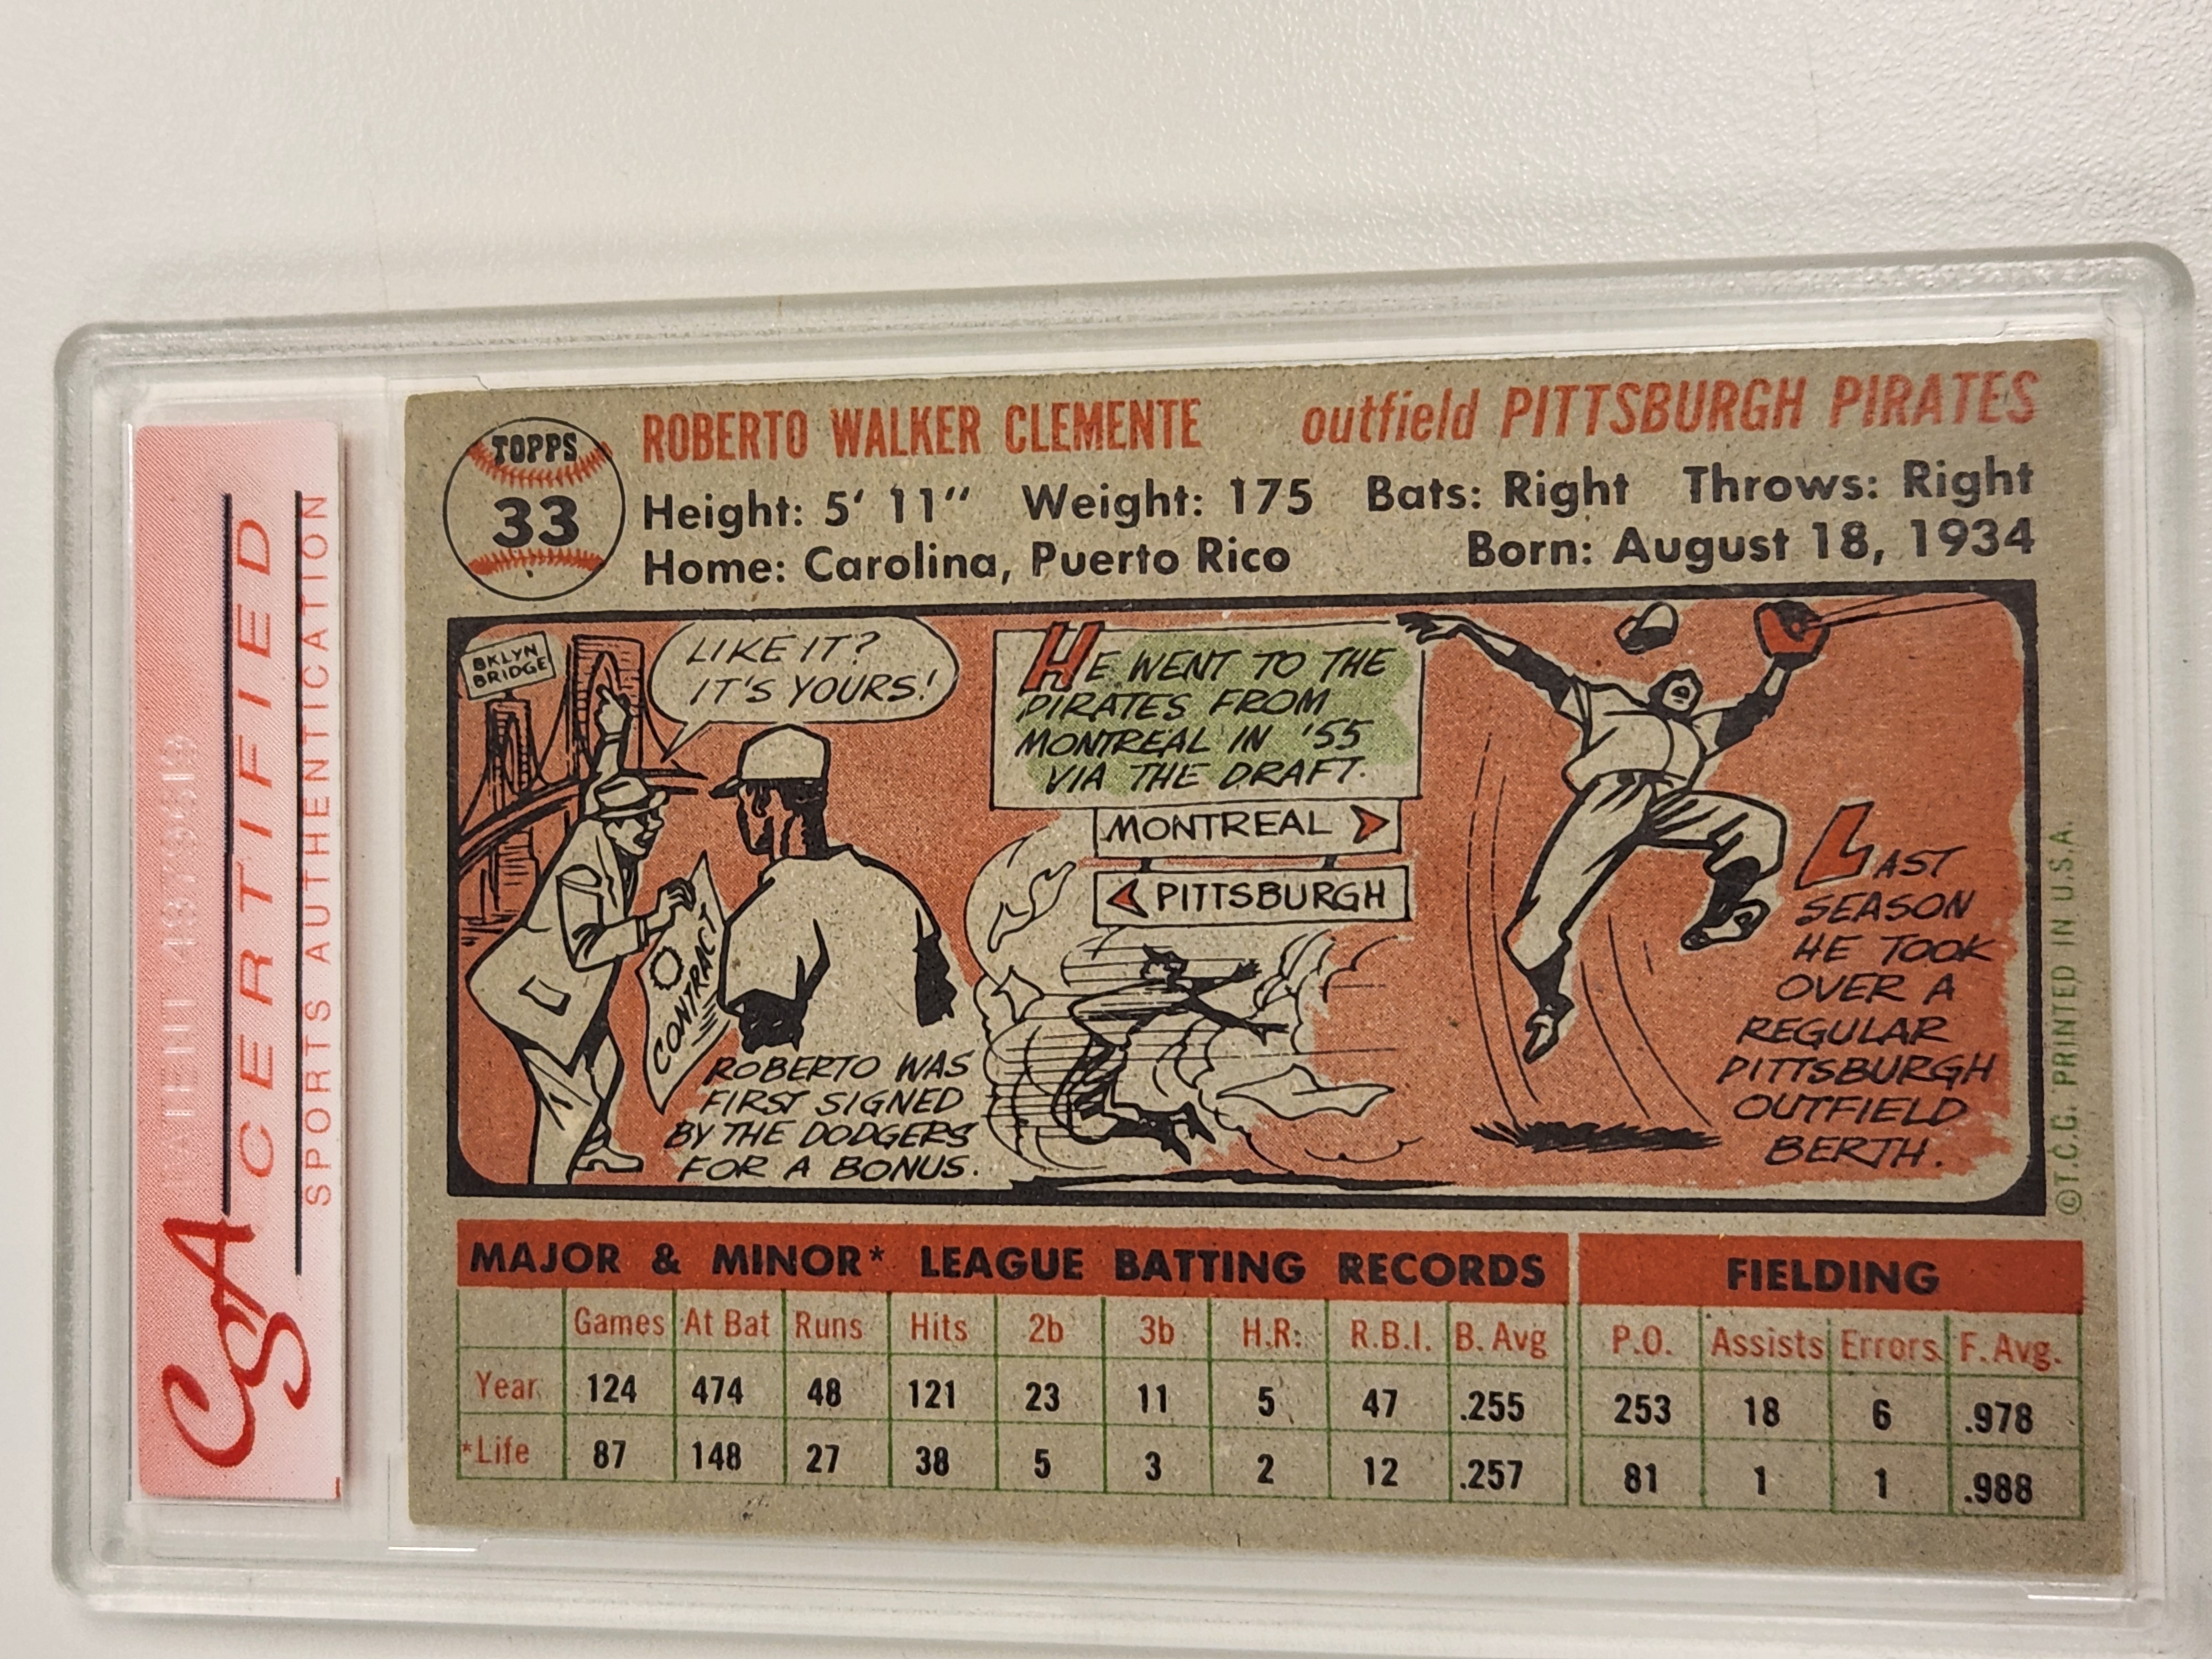 CSA CERTIFIED
SPORTS AUTHENTICATION
TOPPS
33
ROBERTO WALKER CLEMENTE outfield PITTSBURGH PIRATES
Height: 5' 11" Weight: 175 Bats: Right Throws: Right
Home: Carolina, Puerto Rico Born: August 18, 1934
BKLYN
BRIDGE
LIKE IT?
IT'S YOURS!
CONTRACT
ROBERTO WAS
FIRST SIGNED
BY THE DODGERS
FOR A BONUS.
HE WENT TO THE
PIRATES FROM
MONTREAL IN '55
VIA THE DRAFT.
MONTREAL
PITTSBURGH
LAST
SEASON
HE TOOK
OVER A
REGULAR
PITTSBURGH
OUTFIELD
BERTH.
©T.C.G. PRINTED IN U.S.A.
MAJOR & MINOR* LEAGUE BATTING RECORDS FIELDING
Games At Bat Runs Hits 2b 3b H.R. R.B.I. B. Avg P.O. Assists Errors F. Avg.
Year 124 474 48 121 23 11 5 47 .255 253 18 6 .978
*Life 87 148 27 38 5 3 2 12 .257 81 1 1 .988